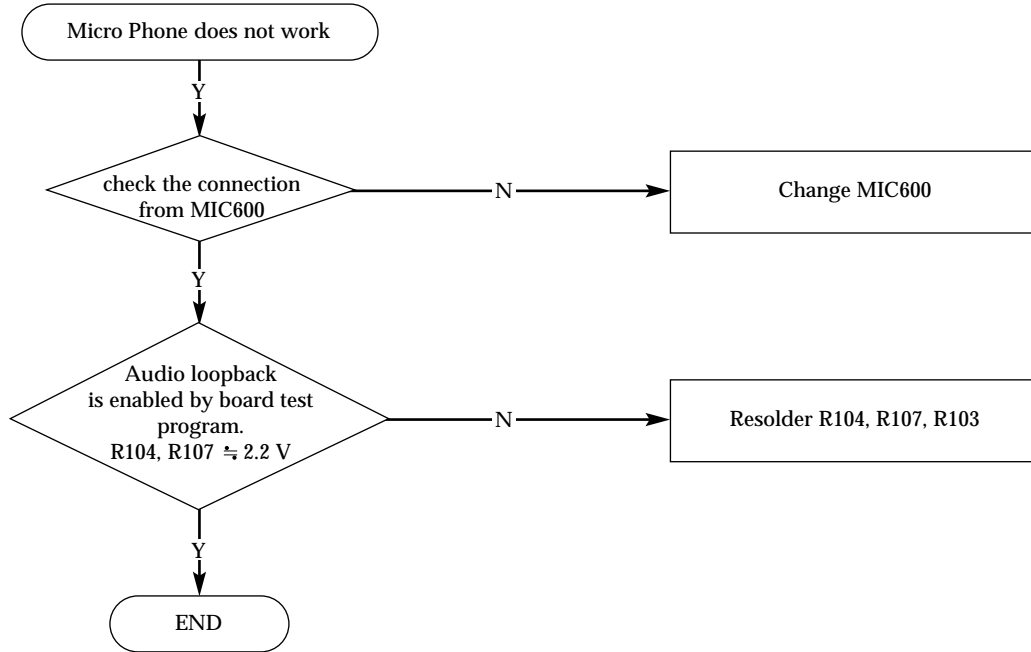 Micro Phone does not work
Y
check the connection
from MIC600
N
Change MIC600
Y
Audio loopback
is enabled by board test
program.
R104, R107 ≒ 2.2 V
N
Resolder R104, R107, R103
Y
END